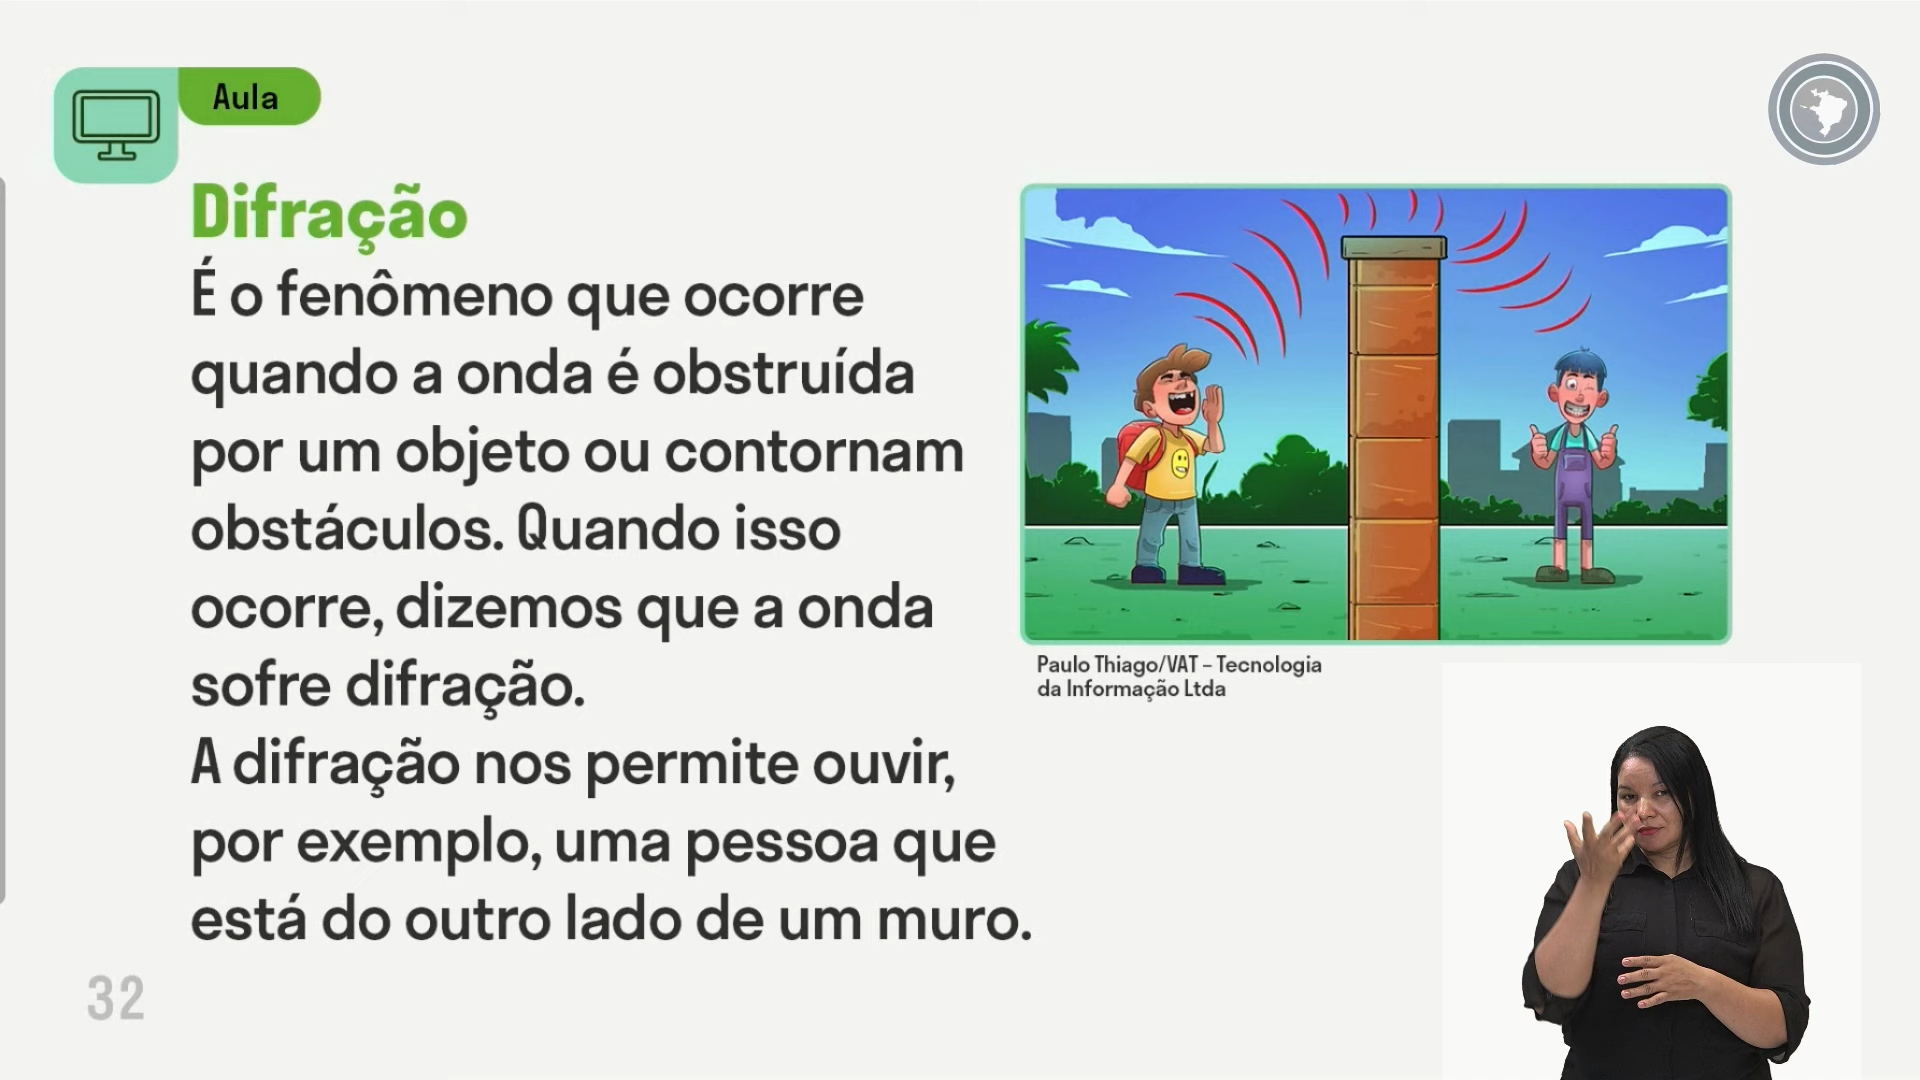 Aula
Difração
É o fenômeno que ocorre
quando a onda é obstruída
por um objeto ou contornam
obstáculos. Quando isso
ocorre, dizemos que a onda
sofre difração.
A difração nos permite ouvir,
por exemplo, uma pessoa que
está do outro lado de um muro.
Paulo Thiago/VAT – Tecnologia
da Informação Ltda
32